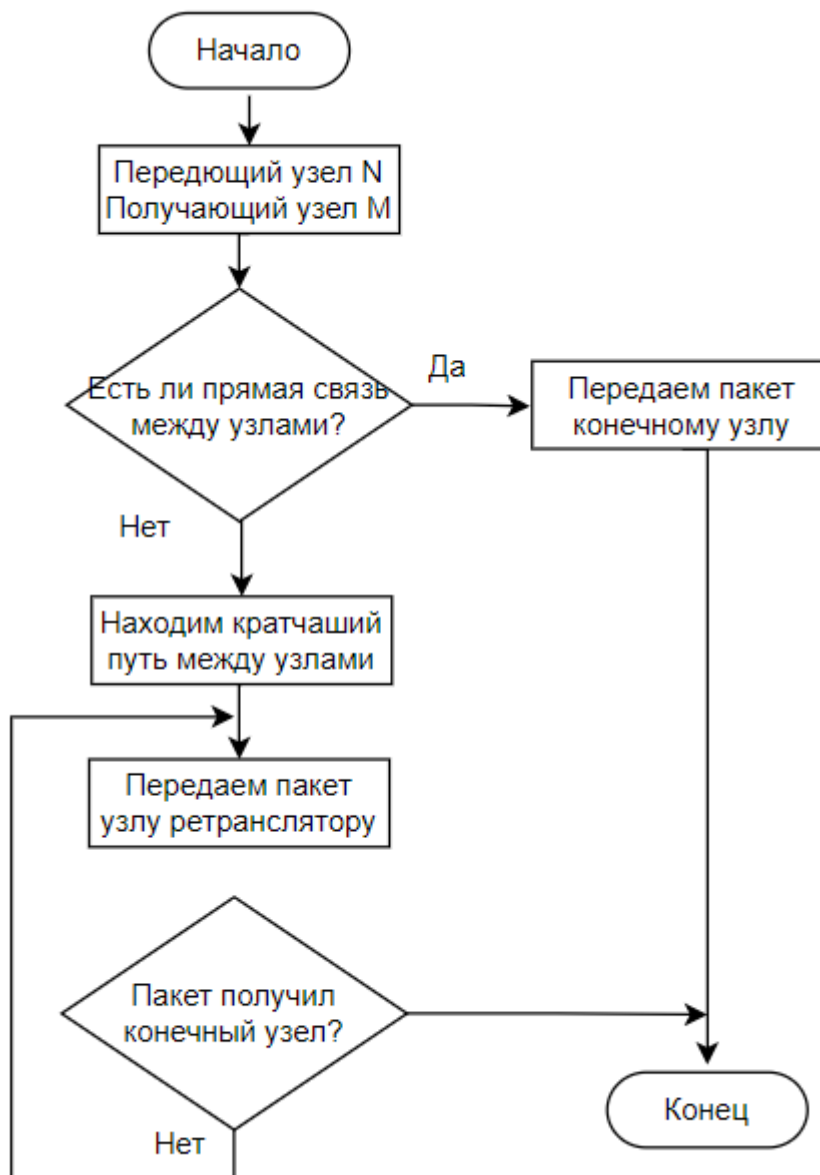 Начало
Передющий узел N
Получающий узел M
Есть ли прямая связь
между узлами?
Да
Передаем пакет
конечному узлу
Нет
Находим кратчаший
путь между узлами
Передаем пакет
узлу ретранслятору
Пакет получил
конечный узел?
Конец
Нет